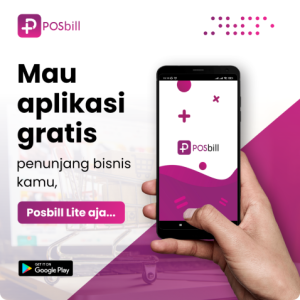 POSbill
Mau
aplikasi
gratis
penunjang bisnis
kamu,
Posbill Lite aja...
POSbill
GET IT ON
Google Play